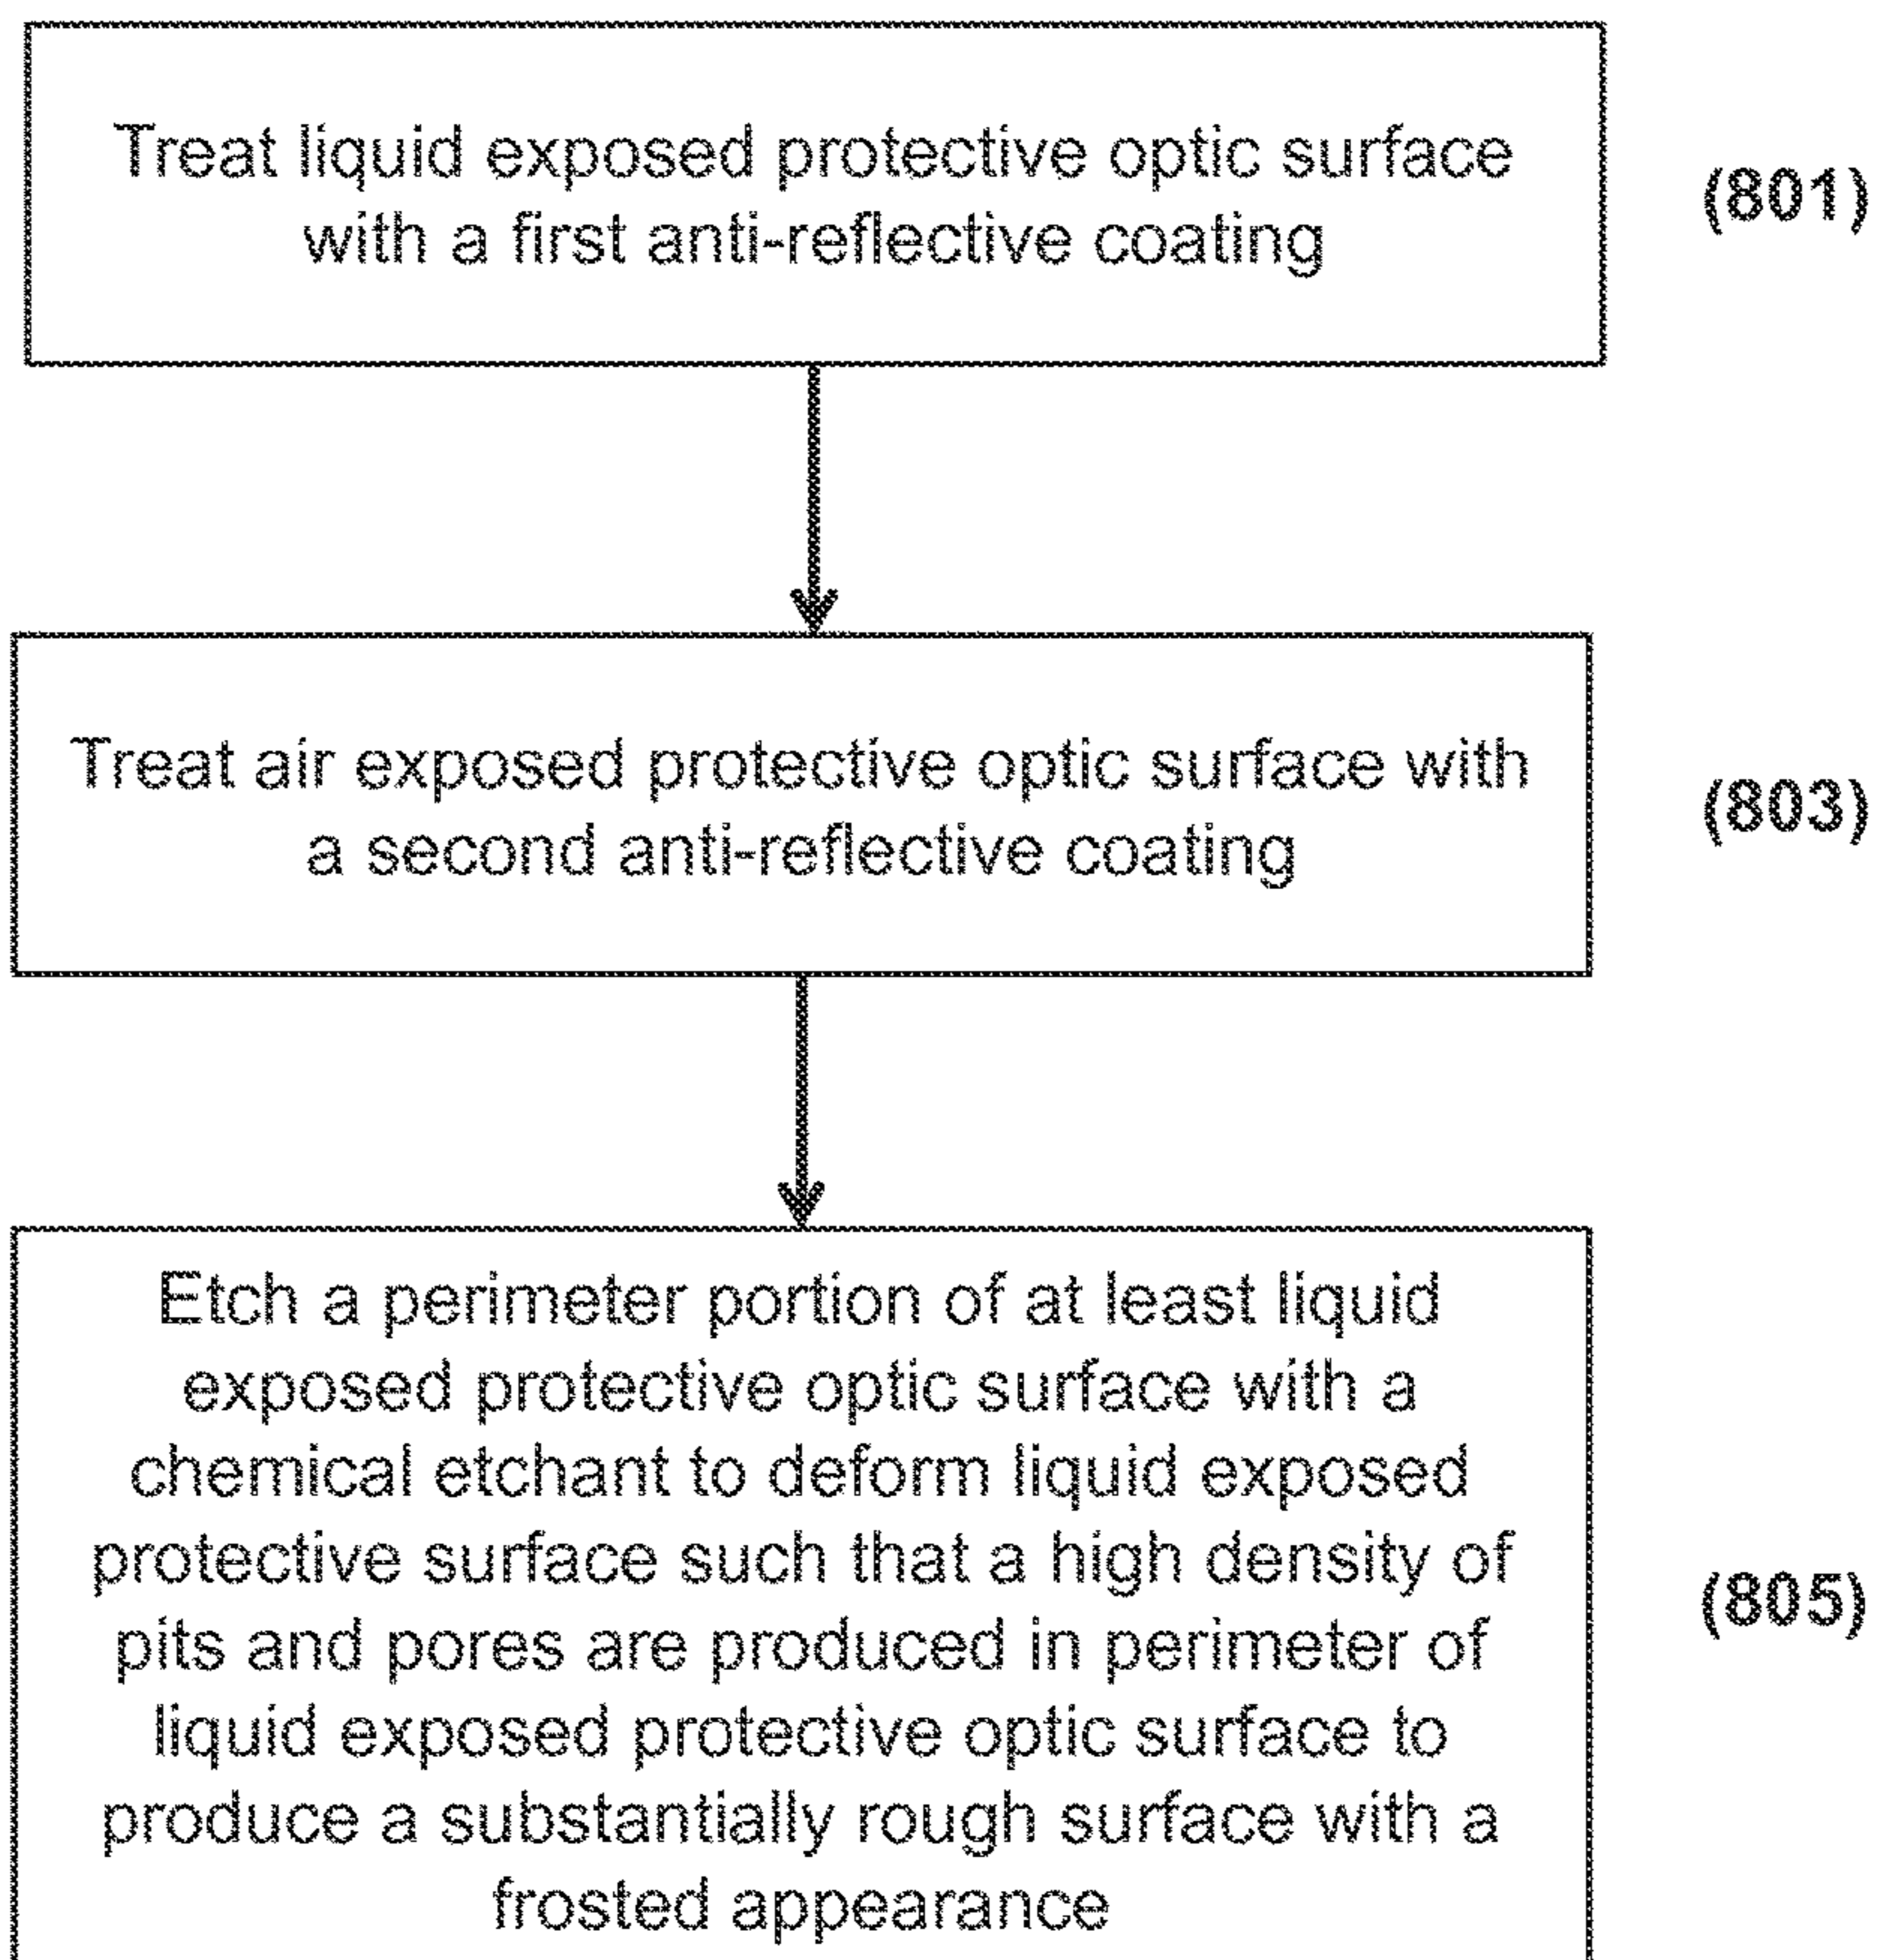 Treat liquid exposed protective optic surface
with a first anti-reflective coating
(801)
Treat air exposed protective optic surface with
a second anti-reflective coating
(803)
Etch a perimeter portion of at least liquid
exposed protective optic surface with a
chemical etchant to deform liquid exposed
protective surface such that a high density of
pits and pores are produced in perimeter of
liquid exposed protective optic surface to
produce a substantially rough surface with a
frosted appearance
(805)